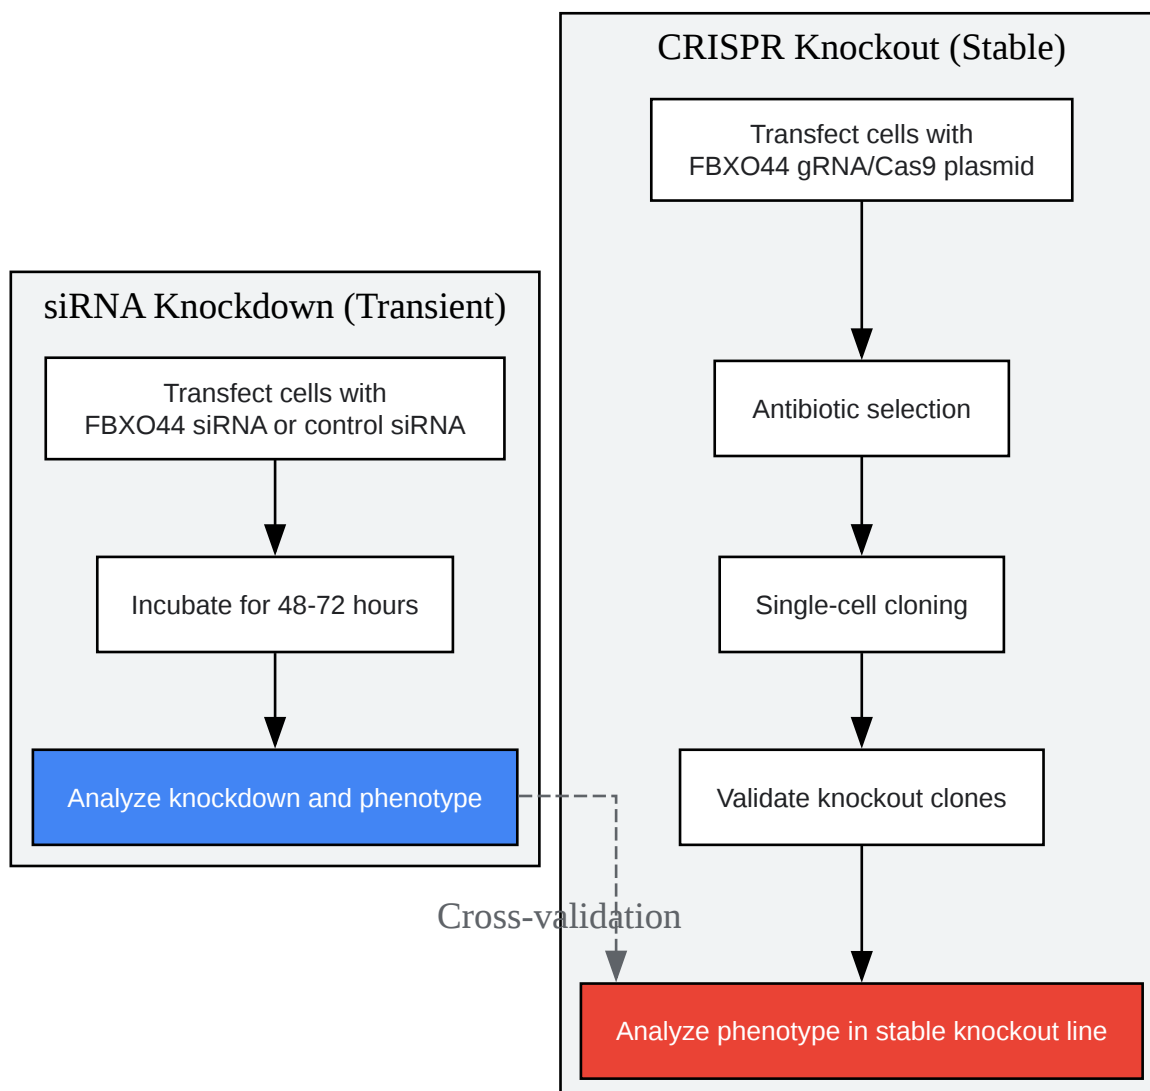 siRNA Knockdown (Transient)
Transfect cells with
FBXO44 siRNA or control siRNA
Incubate for 48-72 hours
Analyze knockdown and phenotype
Cross-validation
CRISPR Knockout (Stable)
Transfect cells with
FBXO44 gRNA/Cas9 plasmid
Antibiotic selection
Single-cell cloning
Validate knockout clones
Analyze phenotype in stable knockout line